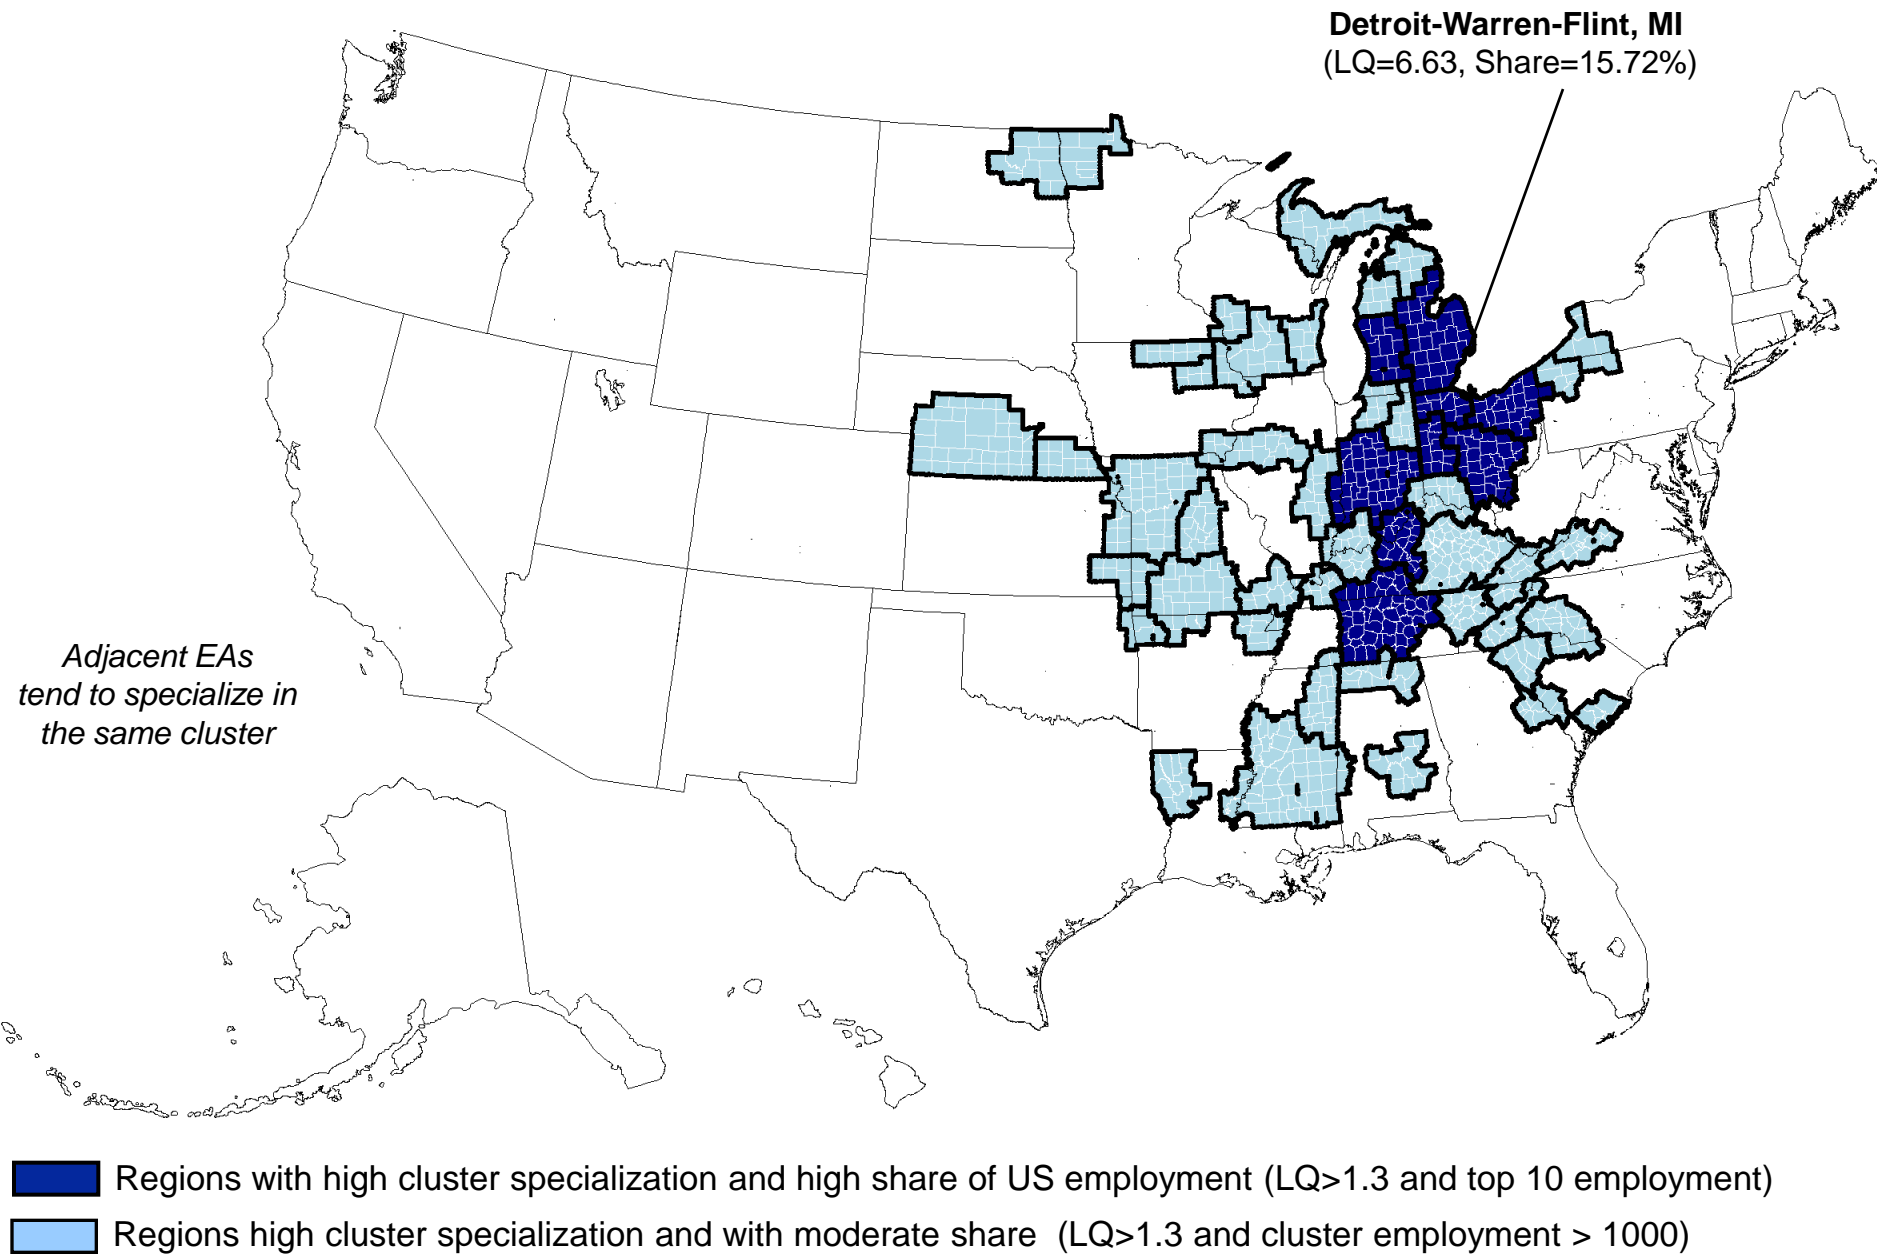 Detroit-Warren-Flint, MI
(LQ=6.63, Share=15.72%)
Adjacent EAs
tend to specialize in
the same cluster
Regions with high cluster specialization and high share of US employment (LQ>1.3 and top 10 employment)
Regions high cluster specialization and with moderate share (LQ>1.3 and cluster employment > 1000)